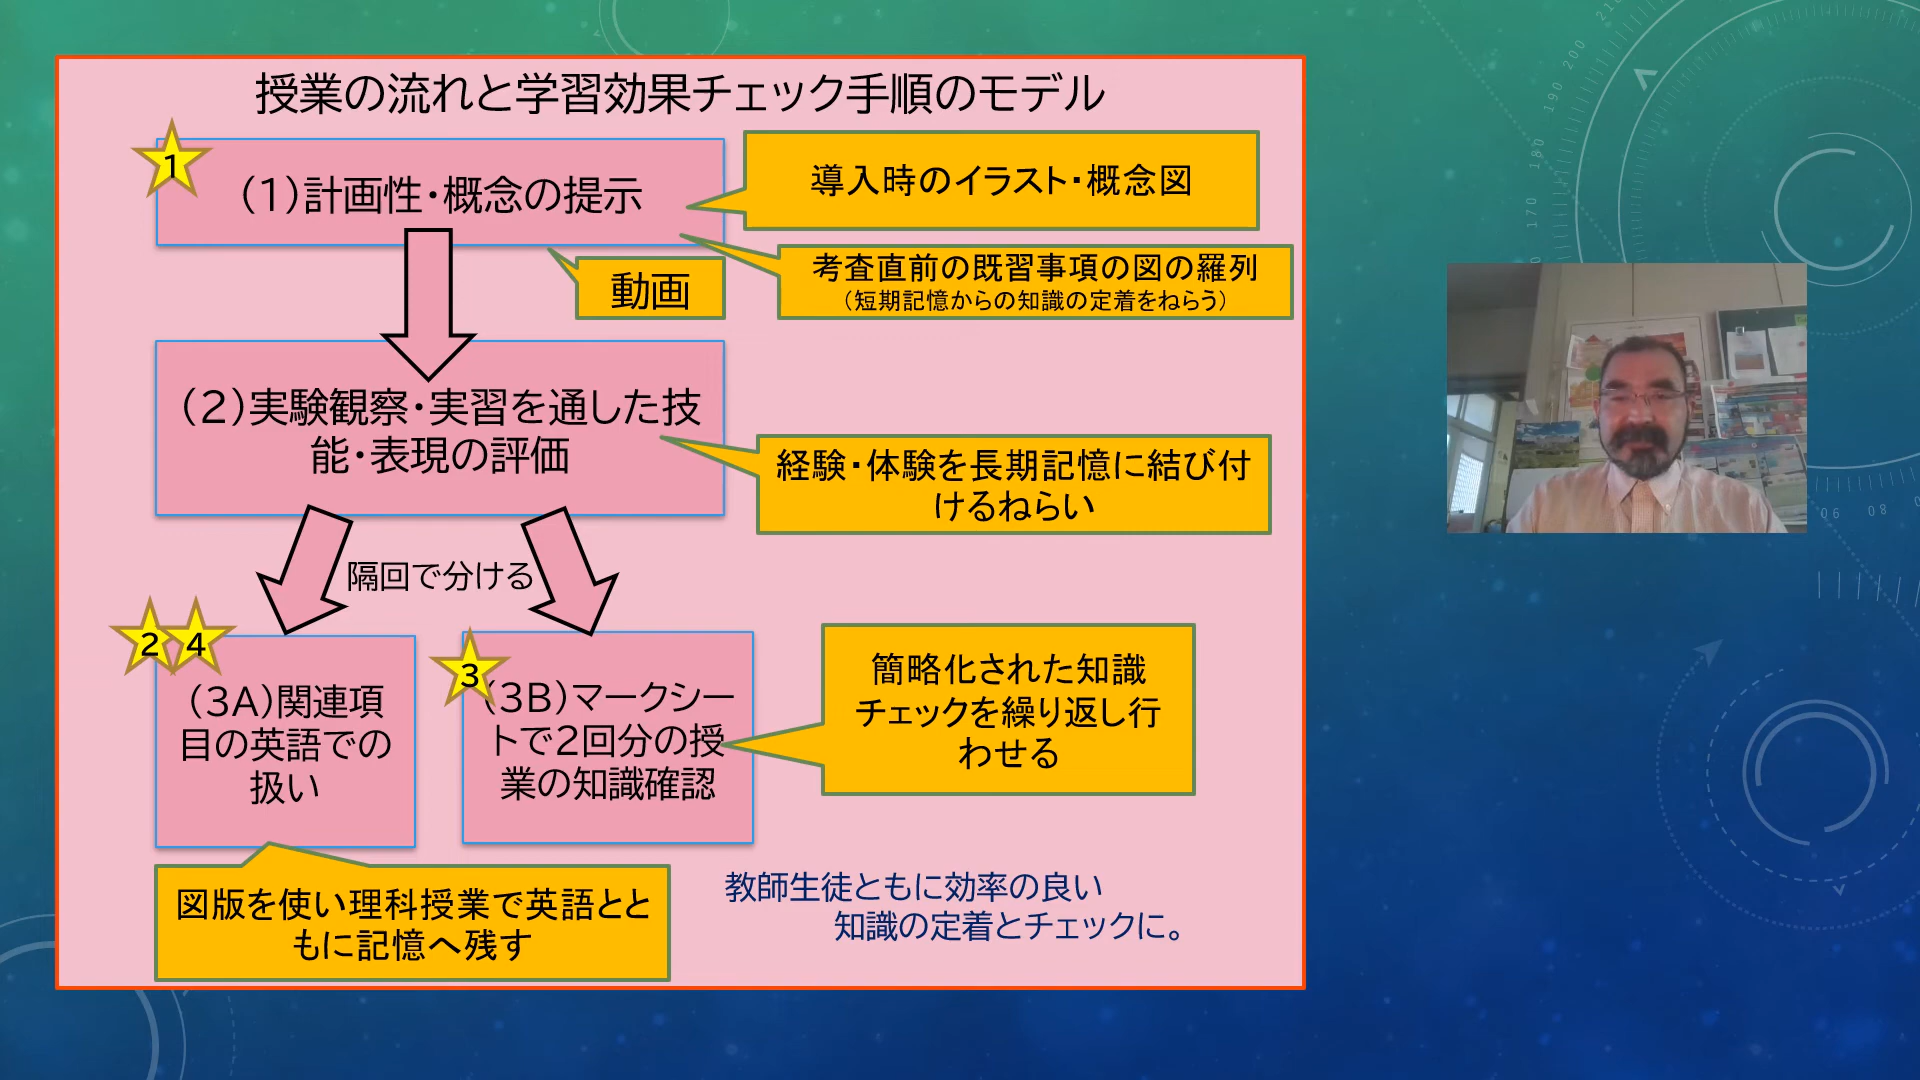 授業の流れと学習効果チェック手順のモデル
1
(1)計画性・概念の提示
導入時のイラスト・概念図
考査直前の既習事項の図の羅列
(短期記憶からの知識の定着をねらう)
動画
(2)実験観察・実習を通した技
能・表現の評価
経験・体験を長期記憶に結び付
けるねらい
隔回で分ける
2
4
(3A)関連項
目の英語での
扱い
3
(3B)マークシー
トで2回分の授
業の知識確認
簡略化された知識
チェックを繰り返し行
わせる
図版を使い理科授業で英語とと
もに記憶へ残す
教師生徒ともに効率の良い
知識の定着とチェックに。
200
190
180
170